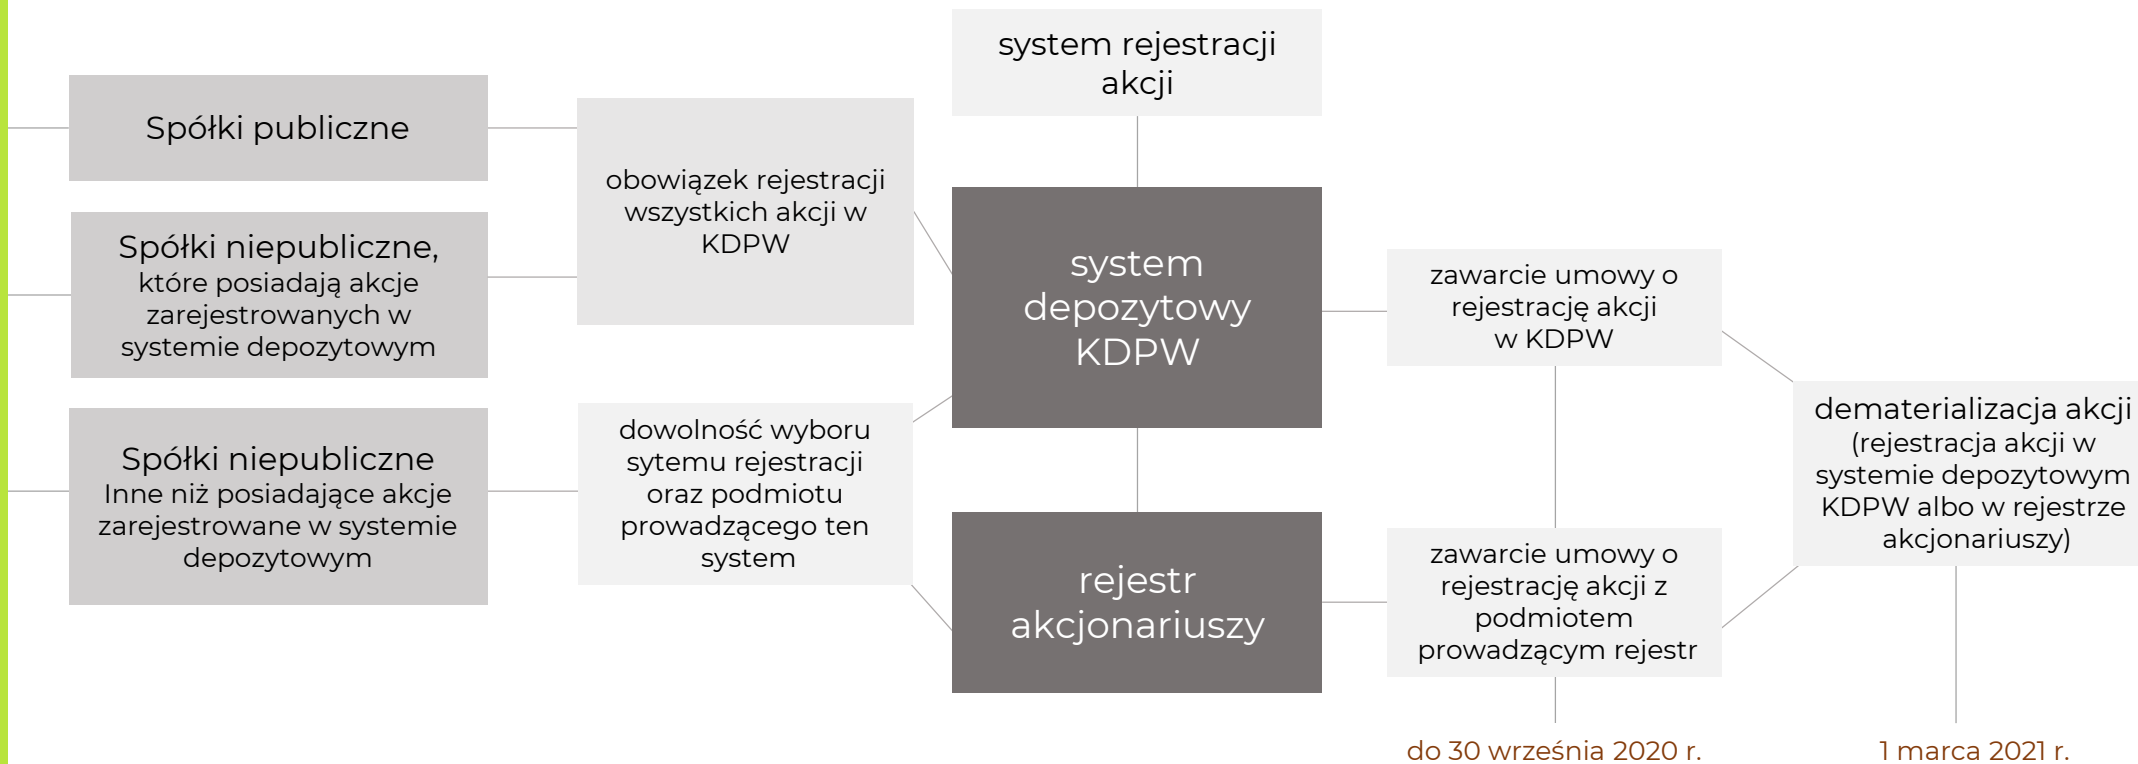 system rejestracji
akcji
Spółki publiczne
Spółki niepubliczne,
które posiadają akcje
zarejestrowanych w
systemie depozytowym
Spółki niepubliczne
Inne niż posiadające akcje
zarejestrowane w systemie
depozytowym
obowiązek rejestracji
wszystkich akcji w
KDPW
dowolność wyboru
sytemu rejestracji
oraz podmiotu
prowadzącego ten
system
system
depozytowy
KDPW
rejestr
akcjonariuszy
zawarcie umowy o
rejestrację akcji
w KDPW
zawarcie umowy o
rejestrację akcji z
podmiotem
prowadzącym rejestr
dematerializacja akcji
(rejestracja akcji w
systemie depozytowym
KDPW albo w rejestrze
akcjonariuszy)
do 30 września 2020 r.
1 marca 2021 r.